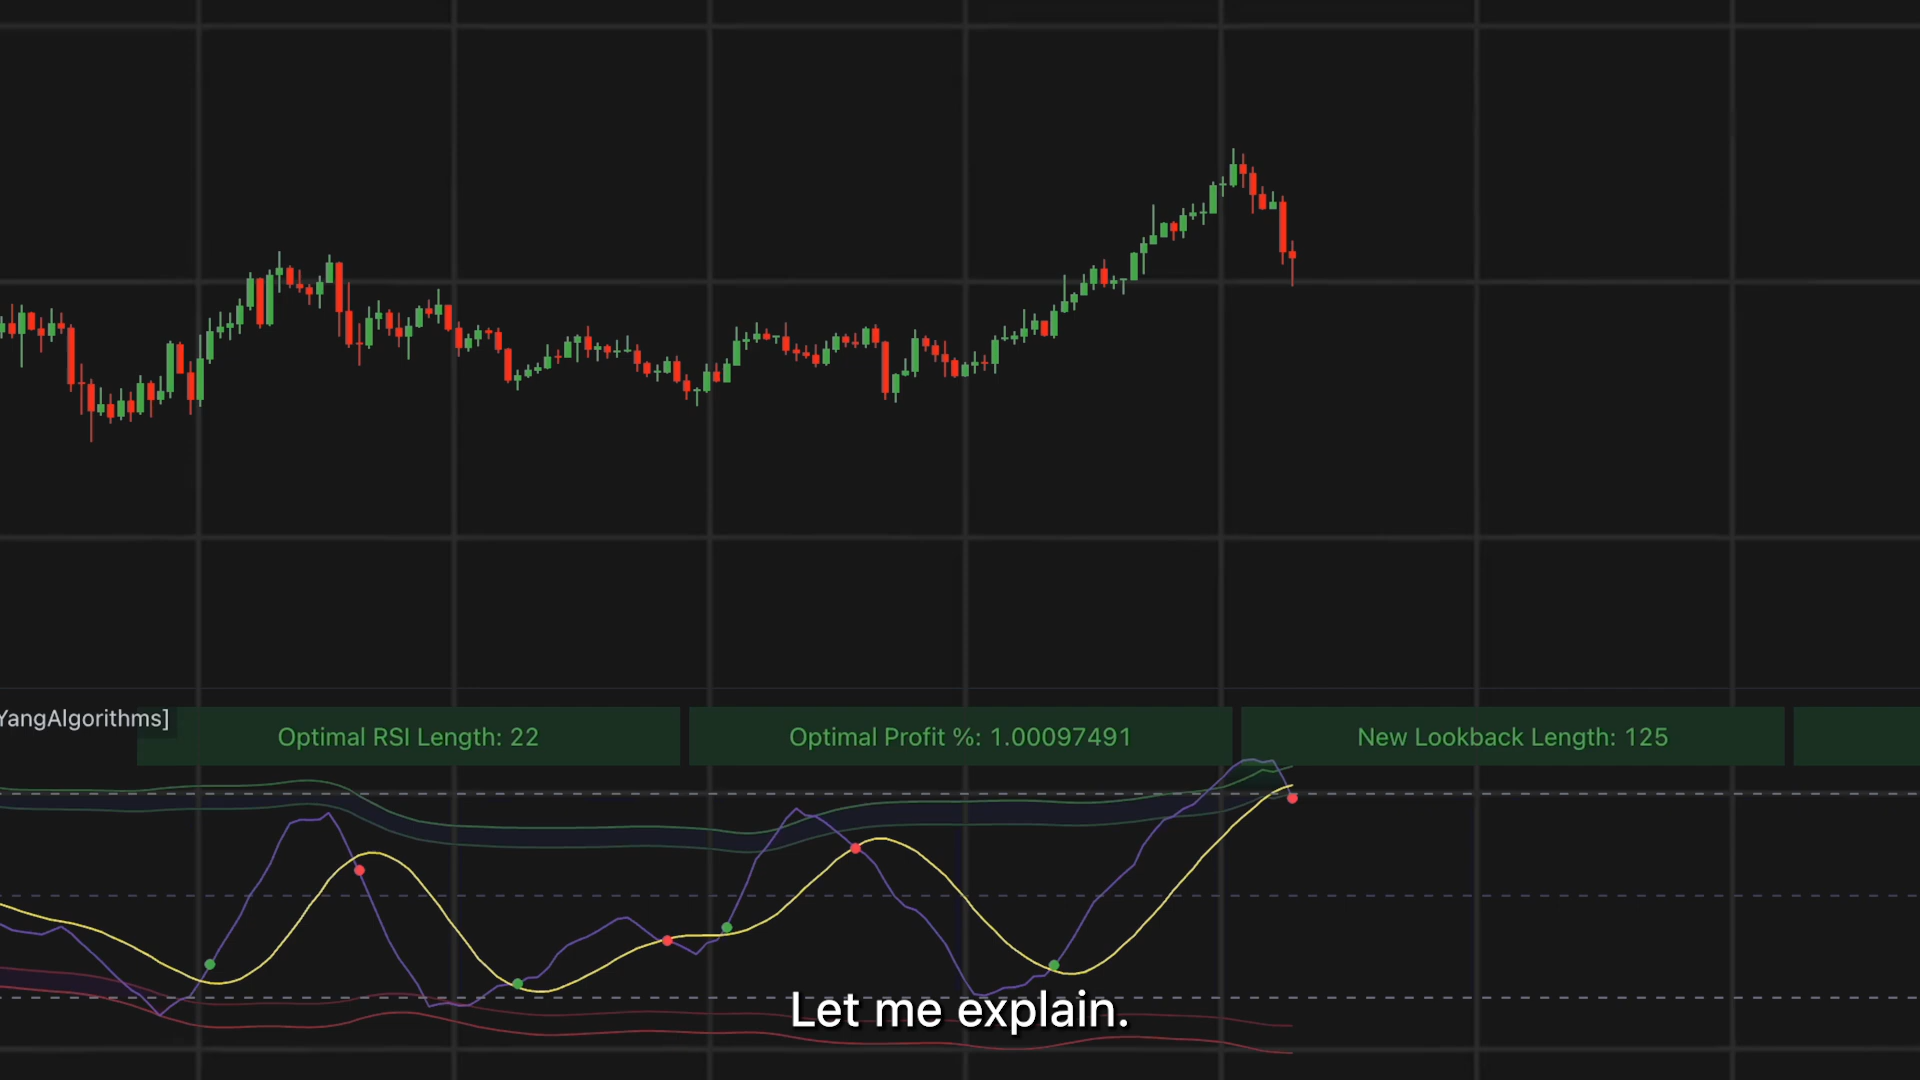 YangAlgorithms]
Optimal RSI Length: 22
Optimal Profit %: 1.00097491
New Lookback Length: 125
Let me explain.